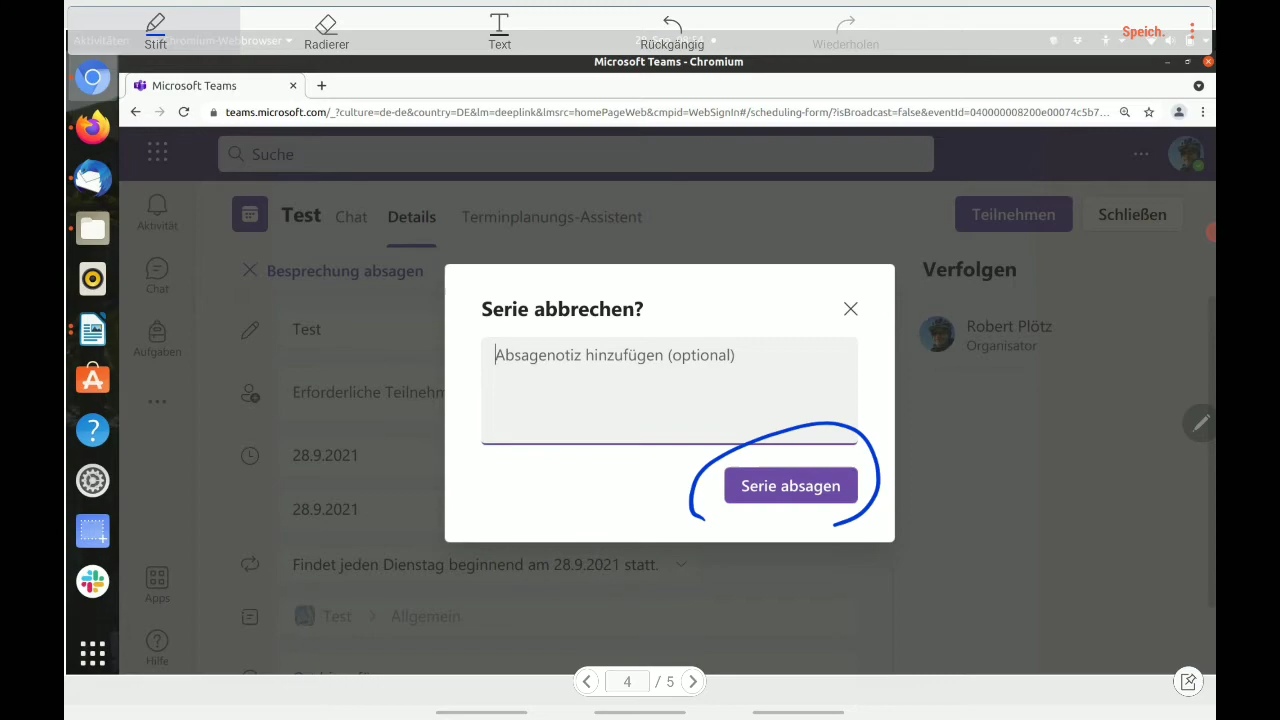 Stift
Radierer
Text
Rückgängig
Wiederholen
Speich.
Aktivitäten
Chromium-Webbrowser
Microsoft Teams - Chromium
Microsoft Teams
teams.microsoft.com/_?culture=de-de&country=DE&lm=deeplink&lmsrc=homePageWeb&cmpid=WebSignIn#/scheduling-form/?isBroadcast=false&eventId=040000008200e00074c5b7...
Suche
Aktivität
Chat
Aufgaben
Apps
Hilfe
Test
Chat
Details
Terminplanungs-Assistent
Teilnehmen
Schließen
Besprechung absagen
Verfolgen
Test
Robert Plötz
Organisator
Erforderliche Teilnehm
28.9.2021
28.9.2021
Findet jeden Dienstag beginnend am 28.9.2021 statt.
Test > Allgemein
Serie abbrechen?
Absagenotiz hinzufügen (optional)
Serie absagen
4 / 5